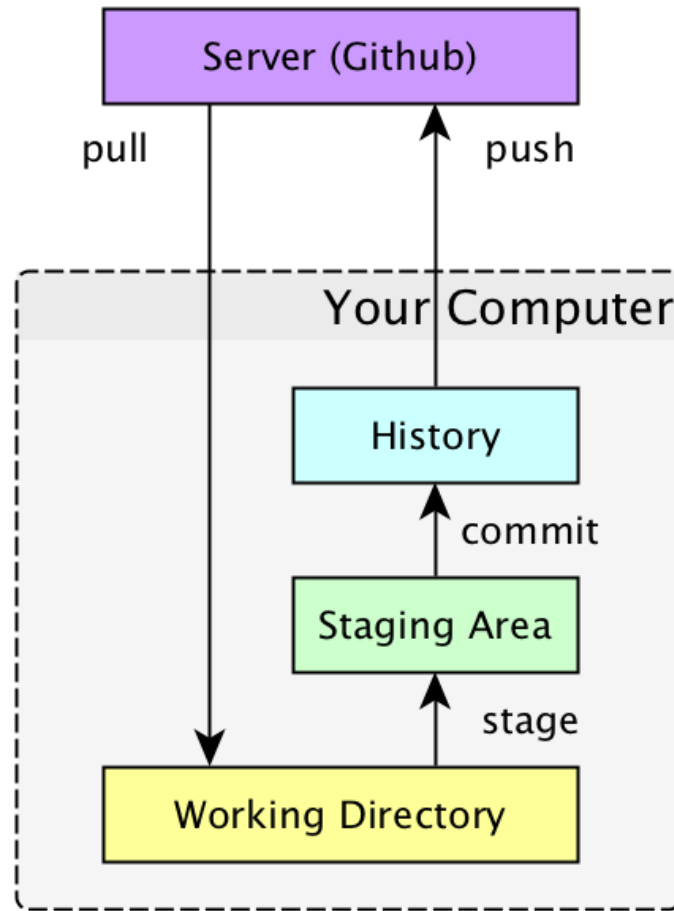 Server (Github)
pull
push
Your Computer
History
commit
Staging Area
stage
Working Directory